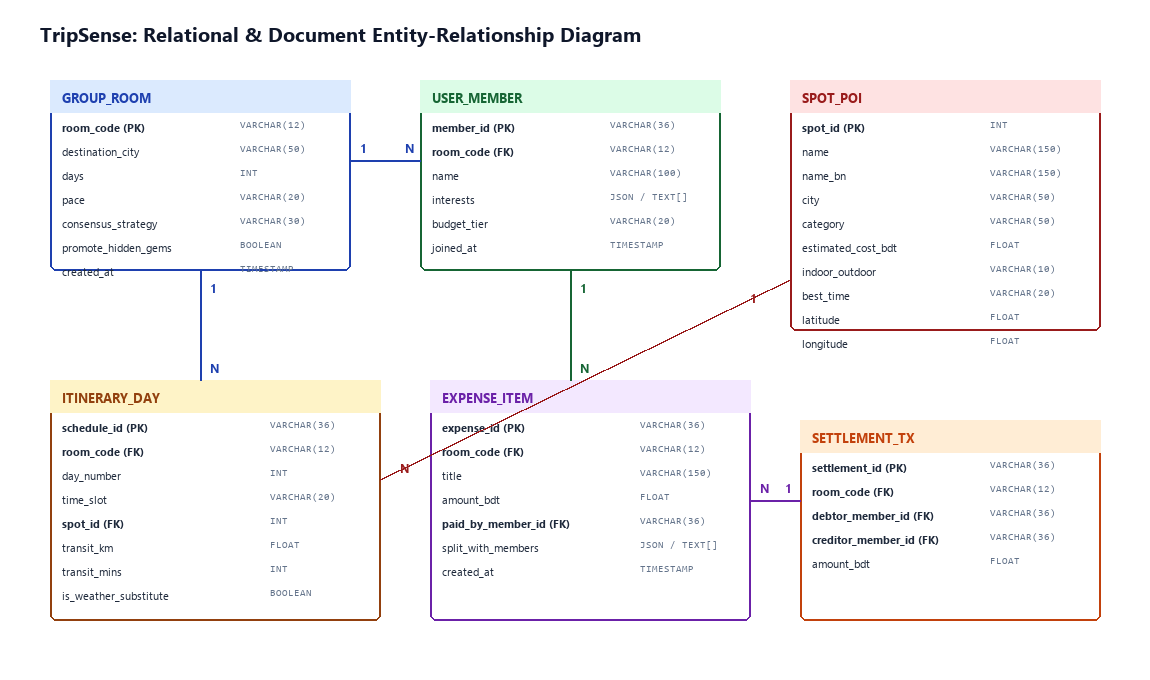 TripSense: Relational & Document Entity-Relationship Diagram
GROUP_ROOM
room_code (PK) VARCHAR(12)
destination_city VARCHAR(50)
days INT
pace VARCHAR(20)
consensus_strategy VARCHAR(30)
promote_hidden_gems BOOLEAN
created_at TIMESTAMP
1 N
USER_MEMBER
member_id (PK) VARCHAR(36)
room_code (FK) VARCHAR(12)
name VARCHAR(100)
interests JSON / TEXT[]
budget_tier VARCHAR(20)
joined_at TIMESTAMP
SPOT_POI
spot_id (PK) INT
name VARCHAR(150)
name_bn VARCHAR(150)
city VARCHAR(50)
category VARCHAR(50)
estimated_cost_bdt FLOAT
indoor_outdoor VARCHAR(10)
best_time VARCHAR(20)
latitude FLOAT
longitude FLOAT
1
N
1
N
1
N
ITINERARY_DAY
schedule_id (PK) VARCHAR(36)
room_code (FK) VARCHAR(12)
day_number INT
time_slot VARCHAR(20)
spot_id (FK) INT
transit_km FLOAT
transit_mins INT
is_weather_substitute BOOLEAN
EXPENSE_ITEM
expense_id (PK) VARCHAR(36)
room_code (FK) VARCHAR(12)
title VARCHAR(150)
amount_bdt FLOAT
paid_by_member_id (FK) VARCHAR(36)
split_with_members JSON / TEXT[]
created_at TIMESTAMP
N 1
SETTLEMENT_TX
settlement_id (PK) VARCHAR(36)
room_code (FK) VARCHAR(12)
debtor_member_id (FK) VARCHAR(36)
creditor_member_id (FK) VARCHAR(36)
amount_bdt FLOAT